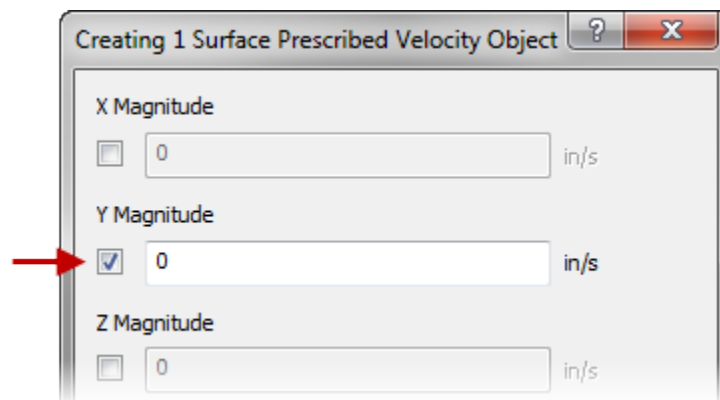 Creating 1 Surface Prescribed Velocity Object
X Magnitude
0 in/s
Y Magnitude
0 in/s
Z Magnitude
0 in/s